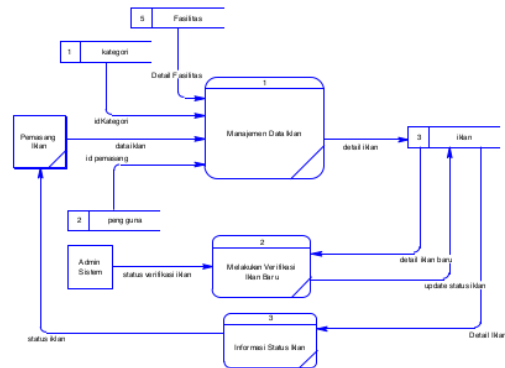 5 Fasilitas
1 kategori
Detail Fasilitas
1
idKategori
Manajemen Data Iklan
Pemasang
Iklan
data iklan
detail iklan
3 iklan
id pemasang
2 pengguna
Admin
Sistem
status verifikasi iklan
2
Melakukan Verifikasi
Iklan Baru
detail iklan baru
update status iklan
3
Informasi Status Iklan
status iklan
Detail Iklan